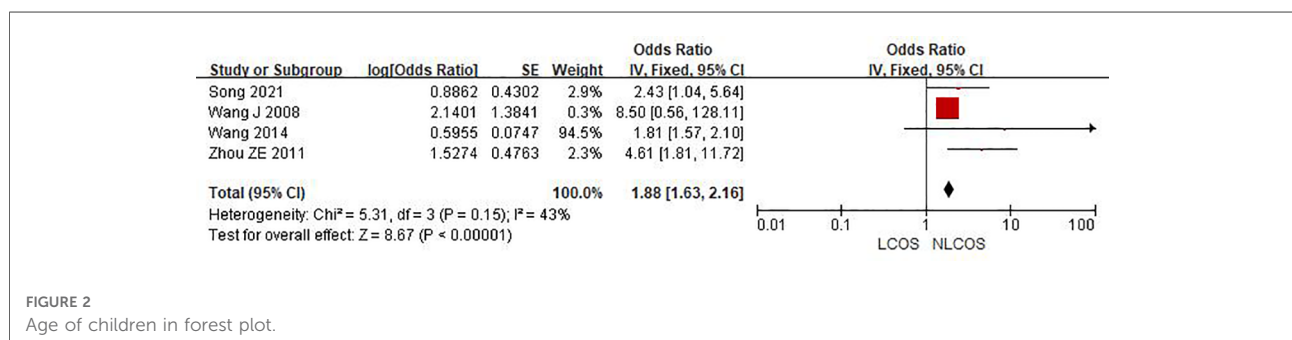 Odds Ratio Odds Ratio
Study or Subgroup log[Odds Ratio] SE Weight IV, Fixed, 95% CI IV, Fixed, 95% CI
Song 2021 0.8862 0.4302 2.9% 2.43 [1.04, 5.64]
Wang J 2008 2.1401 1.3841 0.3% 8.50 [0.56, 128.11]
Wang 2014 0.5955 0.0747 94.5% 1.81 [1.57, 2.10]
Zhou ZE 2011 1.5274 0.4763 2.3% 4.61 [1.81, 11.72]
Total (95% CI) 100.0% 1.88 [1.63, 2.16]
Heterogeneity: Chi² = 5.31, df = 3 (P = 0.15); I² = 43%
Test for overall effect: Z = 8.67 (P < 0.00001)
0.01 0.1 1 10 100
LCOS NLCOS
FIGURE 2
Age of children in forest plot.